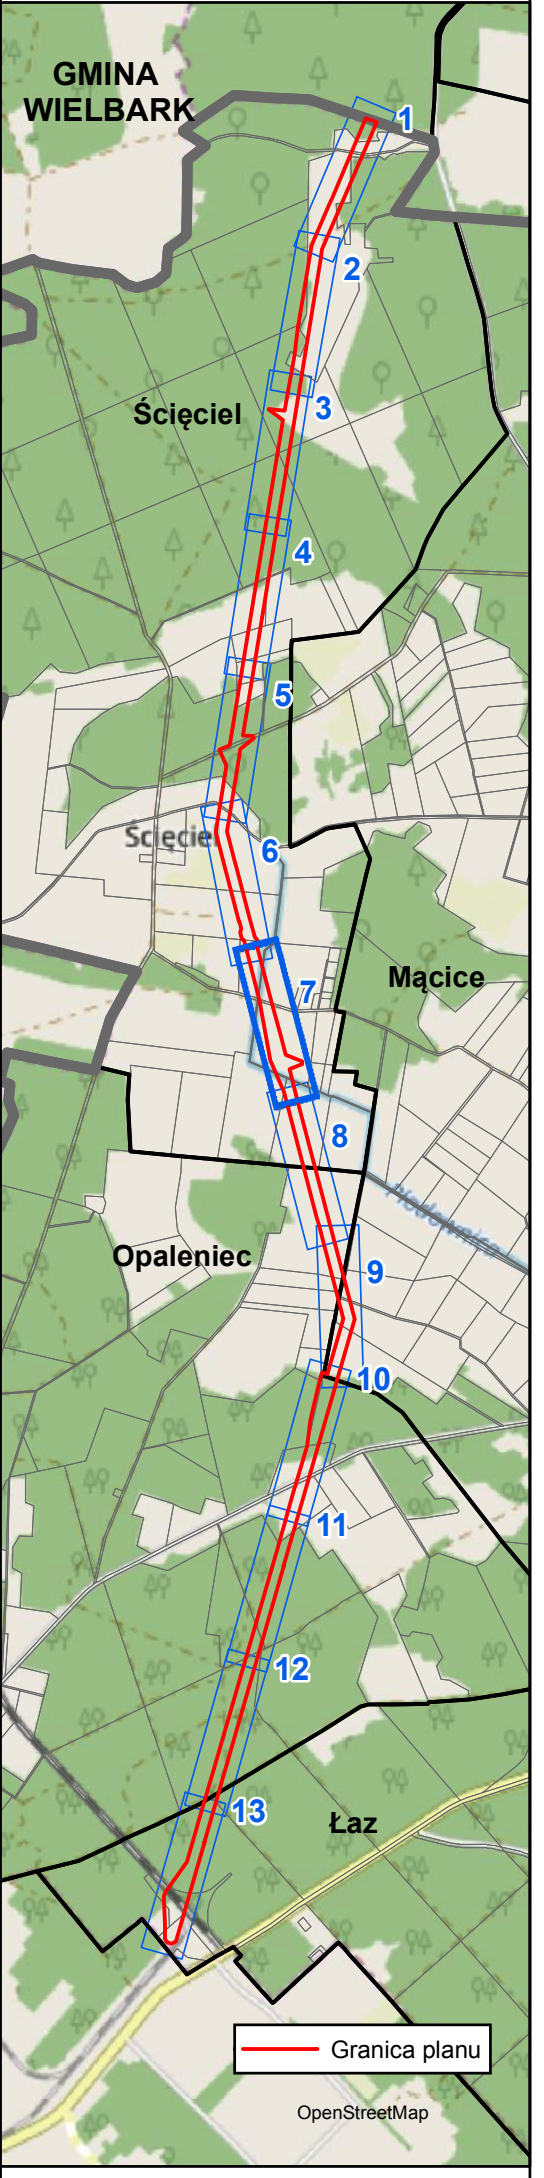 GMINA
WIELBARK
1
2
3
Ścięciel
4
5
Ścięciel
6
Mącice
7
8
Płodownica
Opaleniec
9
10
11
12
13
Łaz
Granica planu
OpenStreetMap